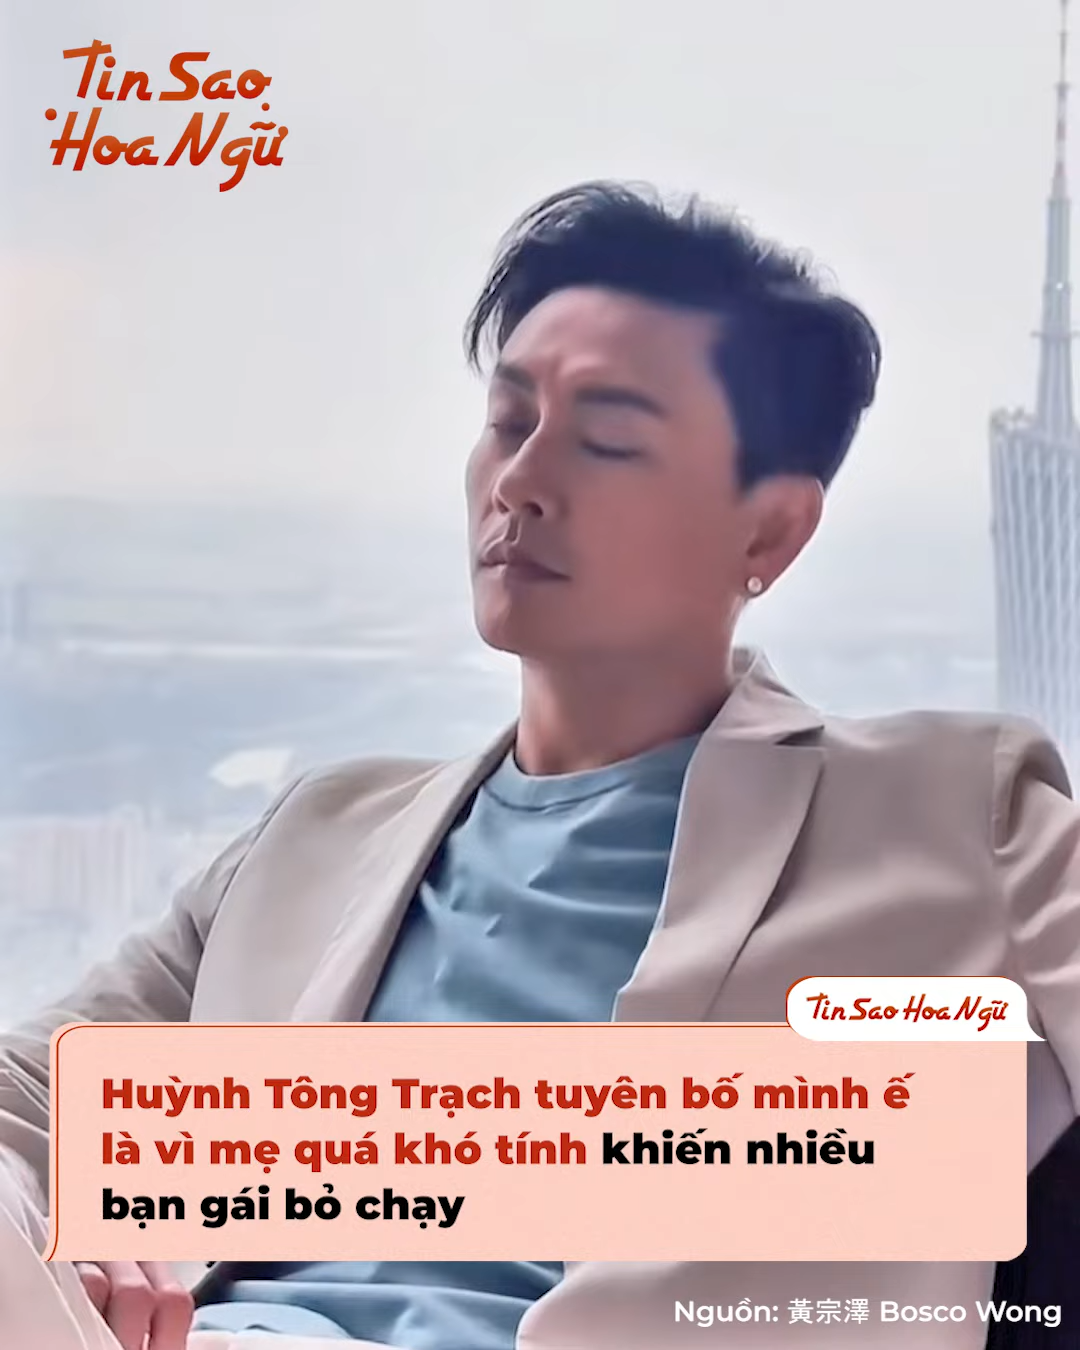 Tin Sao
Hoa Ngữ
Tin Sao Hoa Ngữ
Huỳnh Tông Trạch tuyên bố mình ế
là vì mẹ quá khó tính khiến nhiều
bạn gái bỏ chạy
Nguồn: 黃宗澤 Bosco Wong